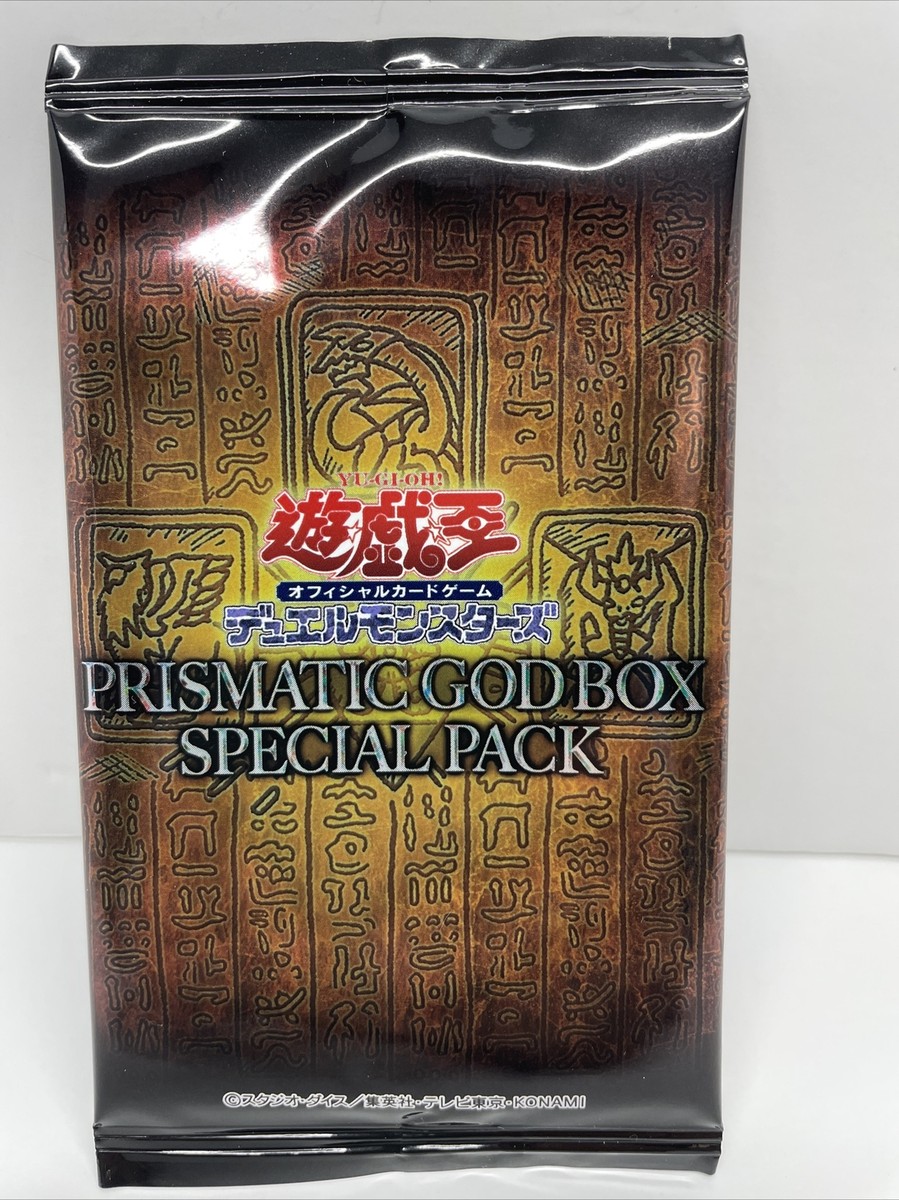 YU-GI-OH!
遊戯王
オフィシャルカードゲーム
デュエルモンスターズ
PRISMATIC GOD BOX
SPECIAL PACK
©スタジオ・ダイス/集英社・テレビ東京・KONAMI